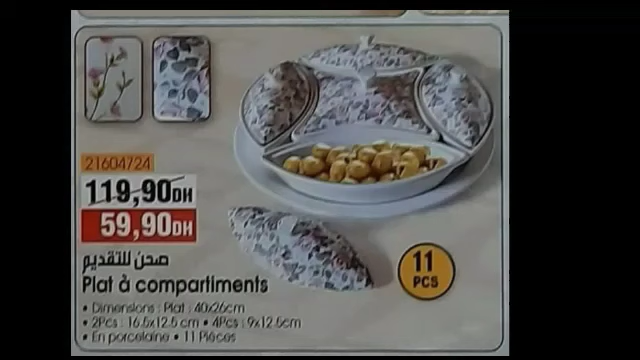 21604724
119,90DH
59,90DH
صحن للتقديم
Plat à compartiments
11
PCS
• Dimensions : Plat : 40x26cm
• 2Pcs : 16.5x12.5 cm • 4Pcs : 9x12.5cm
• En porcelaine • 11 Pièces